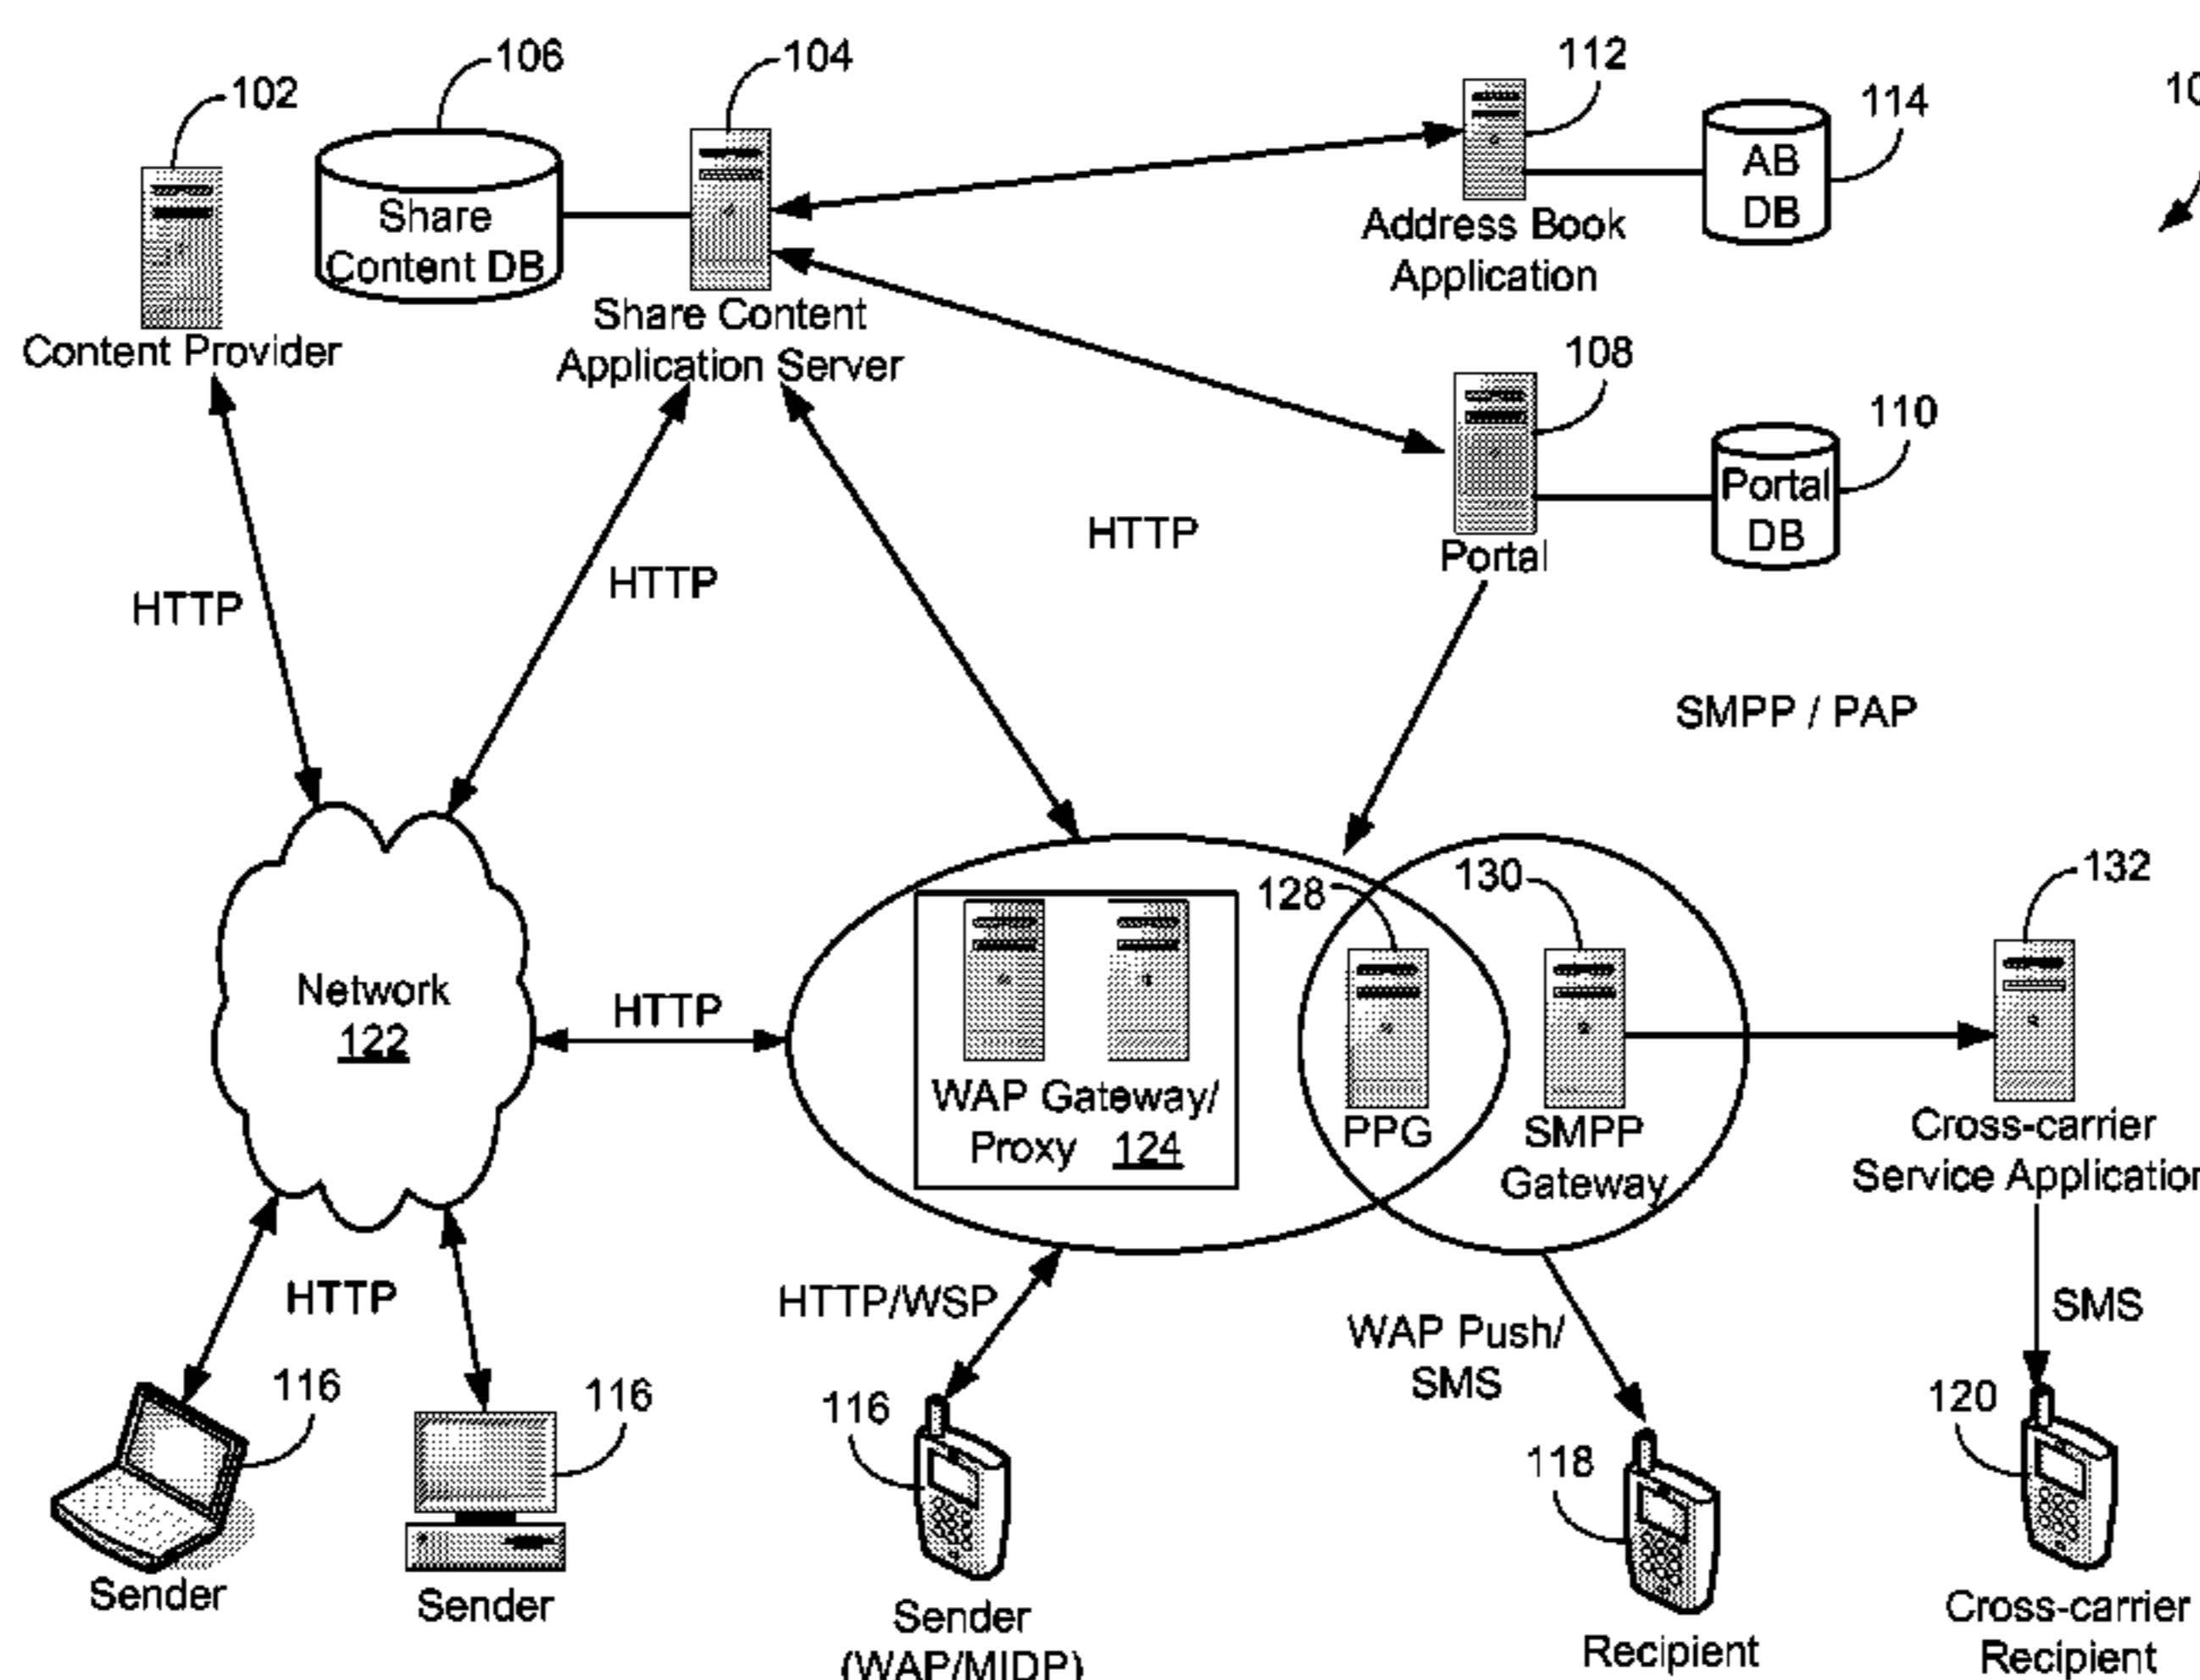 106
104
112
102
114
AB
DB
Share
Content DB
Address Book
Application
Share Content
Application Server
Content Provider
108
110
Portal
DB
HTTP
Portal
HTTP
HTTP
SMPP / PAP
128
130
132
Network
122
HTTP
WAP Gateway/
Proxy 124
PPG
SMPP
Gateway
Cross-carrier
Service Application
HTTP
HTTP/WSP
WAP Push/
SMS
SMS
116
116
116
118
120
Sender
Sender
Sender
(WAP/MIDP)
Recipient
Cross-carrier
Recipient